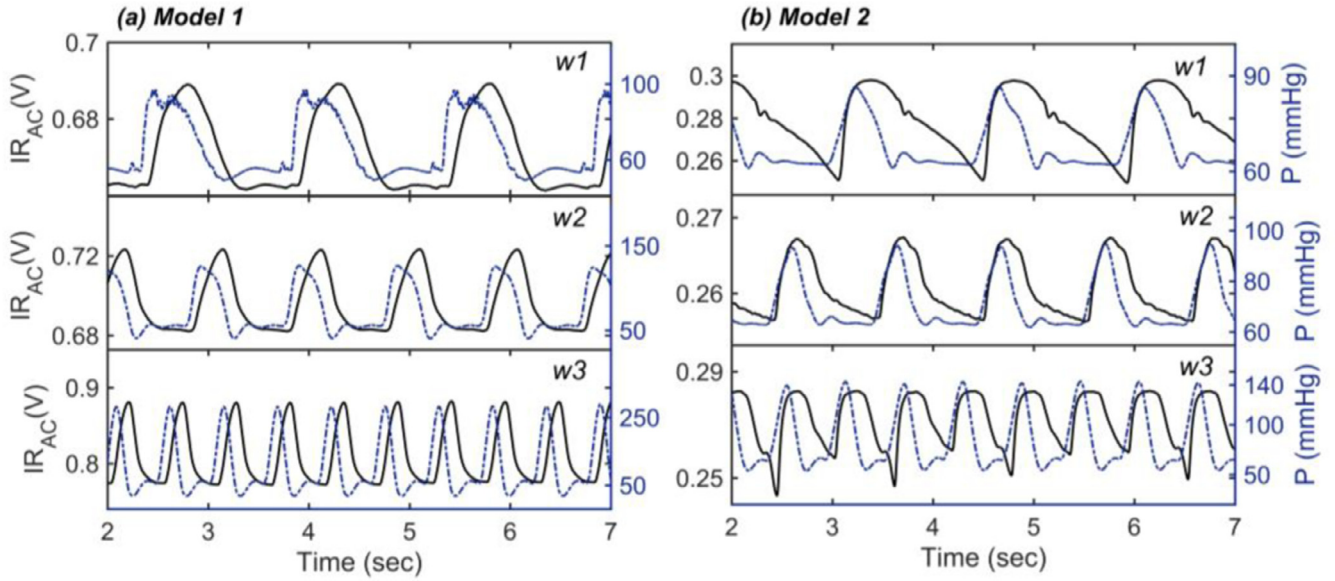 (a) Model 1
(b) Model 2
0.7
0.68
IR_AC(V)
w1
100
60
0.3
0.28
0.26
w1
90
60
P (mmHg)
0.72
0.68
IR_AC(V)
w2
150
50
0.27
0.26
w2
100
80
60
P (mmHg)
0.9
0.8
IR_AC(V)
w3
250
50
0.29
0.25
w3
140
100
50
P (mmHg)
2 3 4 5 6 7
Time (sec)
2 3 4 5 6 7
Time (sec)